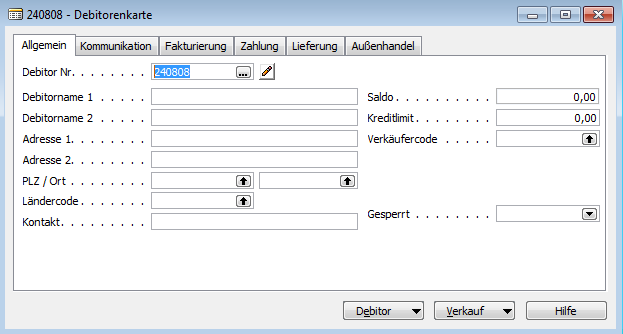 240808 - Debitorenkarte
Allgemein Kommunikation Fakturierung Zahlung Lieferung Außenhandel
Debitor Nr. . . . . . . . . 240808 ...
Debitorname 1 . . . . . . Saldo . . . . . . . . . . 0,00
Debitorname 2 . . . . . . Kreditlimit . . . . . . . . 0,00
Adresse 1. . . . . . . . . Verkäufercode . . . . .
Adresse 2. . . . . . . . .
PLZ / Ort . . . . . . . . .
Ländercode . . . . . . . Gesperrt . . . . . . . .
Kontakt. . . . . . . . . .
Debitor Verkauf Hilfe